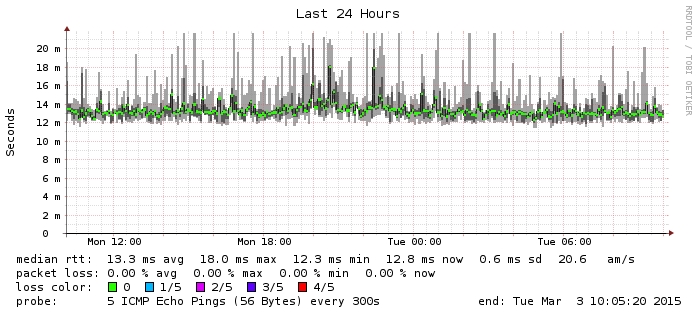 Last 24 Hours
RRDTOOL / TOBI OETIKER
Seconds
20 m
18 m
16 m
14 m
12 m
10 m
8 m
6 m
4 m
2 m
0
Mon 12:00 Mon 18:00 Tue 00:00 Tue 06:00
median rtt: 13.3 ms avg 18.0 ms max 12.3 ms min 12.8 ms now 0.6 ms sd 20.6 am/s
packet loss: 0.00 % avg 0.00 % max 0.00 % min 0.00 % now
loss color: 0 1/5 2/5 3/5 4/5
probe: 5 ICMP Echo Pings (56 Bytes) every 300s end: Tue Mar 3 10:05:20 2015